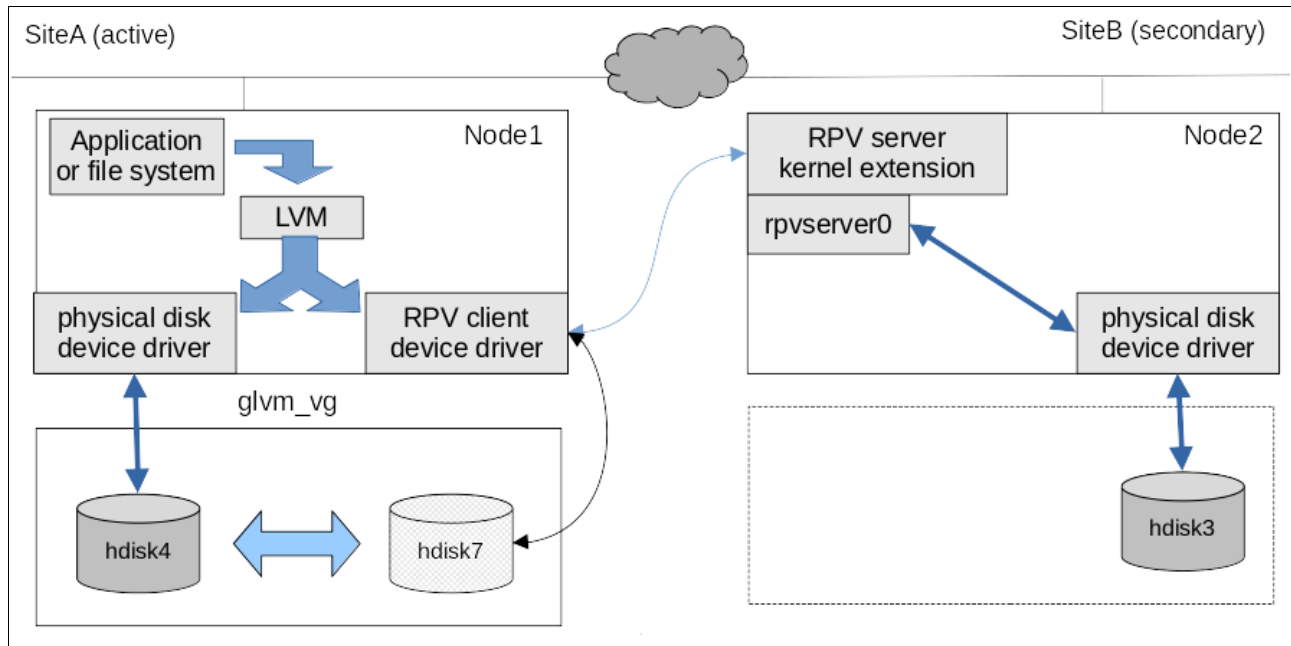 SiteA (active)
SiteB (secondary)
Node1
Application
or file system
LVM
physical disk
device driver
RPV client
device driver
glvm_vg
hdisk4
hdisk7
Node2
RPV server
kernel extension
rpvserver0
physical disk
device driver
hdisk3